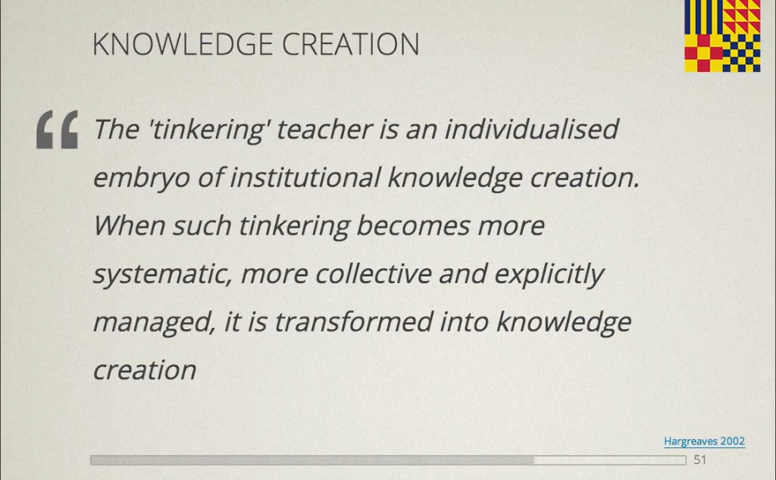 KNOWLEDGE CREATION
“ The 'tinkering' teacher is an individualised
embryo of institutional knowledge creation.
When such tinkering becomes more
systematic, more collective and explicitly
managed, it is transformed into knowledge
creation
Hargreaves 2002
51